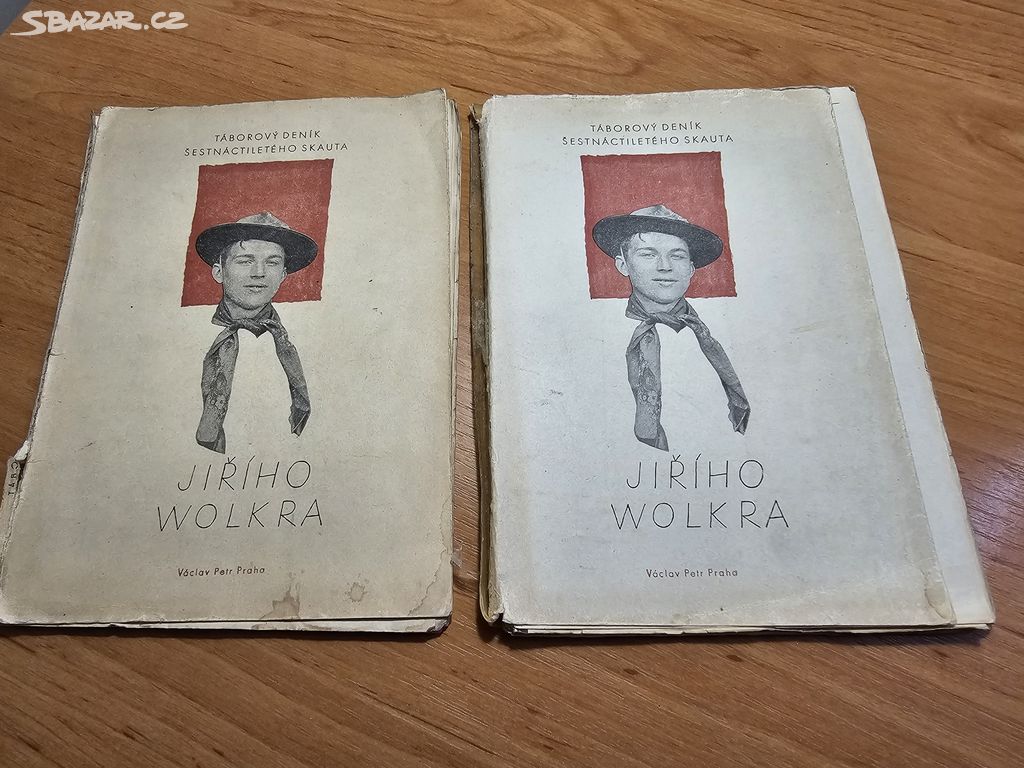 SBAZAR.CZ
TÁBOROVÝ DENÍK
ŠESTNÁCTILETÉHO SKAUTA
JIŘÍHO
WOLKRA
Václav Petr Praha
TÁBO
TÁBOROVÝ DENÍK
ŠESTNÁCTILETÉHO SKAUTA
JIŘÍHO
WOLKRA
Václav Petr Praha